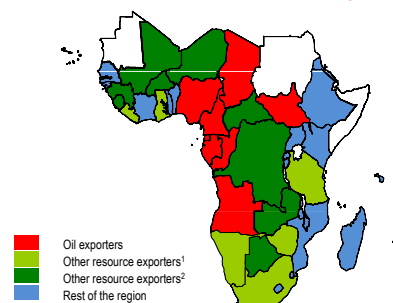 Oil exporters
Other resource exporters¹
Other resource exporters²
Rest of the region